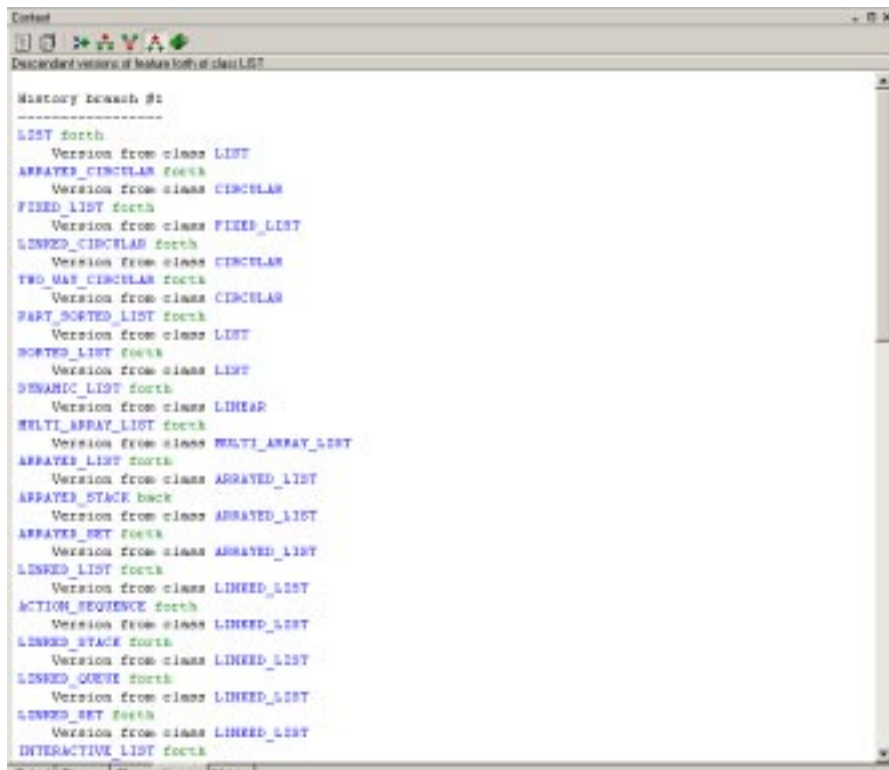 Context
Descendant versions of feature forth of class LIST
History branch #1
-----------------
LIST forth
Version from class LIST
ARRAYED_CIRCULAR forth
Version from class CIRCULAR
FIXED_LIST forth
Version from class FIXED_LIST
LINKED_CIRCULAR forth
Version from class CIRCULAR
TWO_WAY_CIRCULAR forth
Version from class CIRCULAR
PART_SORTED_LIST forth
Version from class LIST
SORTED_LIST forth
Version from class LIST
DYNAMIC_LIST forth
Version from class LINEAR
MULTI_ARRAY_LIST forth
Version from class MULTI_ARRAY_LIST
ARRAYED_LIST forth
Version from class ARRAYED_LIST
ARRAYED_STACK back
Version from class ARRAYED_LIST
ARRAYED_SET forth
Version from class ARRAYED_LIST
LINKED_LIST forth
Version from class LINKED_LIST
ACTION_SEQUENCE forth
Version from class LINKED_LIST
LINKED_STACK forth
Version from class LINKED_LIST
LINKED_QUEUE forth
Version from class LINKED_LIST
LINKED_SET forth
Version from class LINKED_LIST
INTERACTIVE_LIST forth